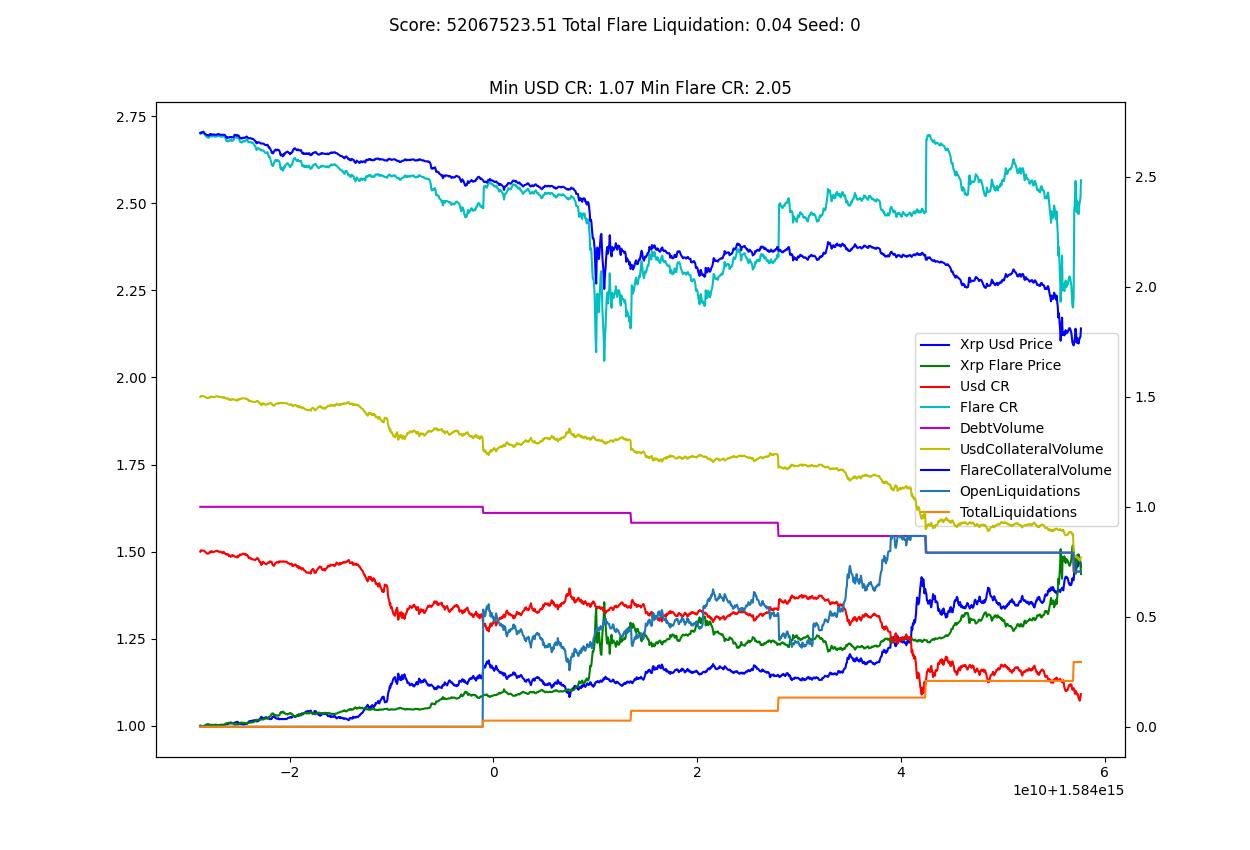 Score: 52067523.51 Total Flare Liquidation: 0.04 Seed: 0
Min USD CR: 1.07 Min Flare CR: 2.05
2.75
2.50
2.25
2.00
1.75
1.50
1.25
1.00
2.5
2.0
1.5
1.0
0.5
0.0
Xrp Usd Price
Xrp Flare Price
Usd CR
Flare CR
DebtVolume
UsdCollateralVolume
FlareCollateralVolume
OpenLiquidations
TotalLiquidations
−2 0 2 4 6
1e10+1.584e15